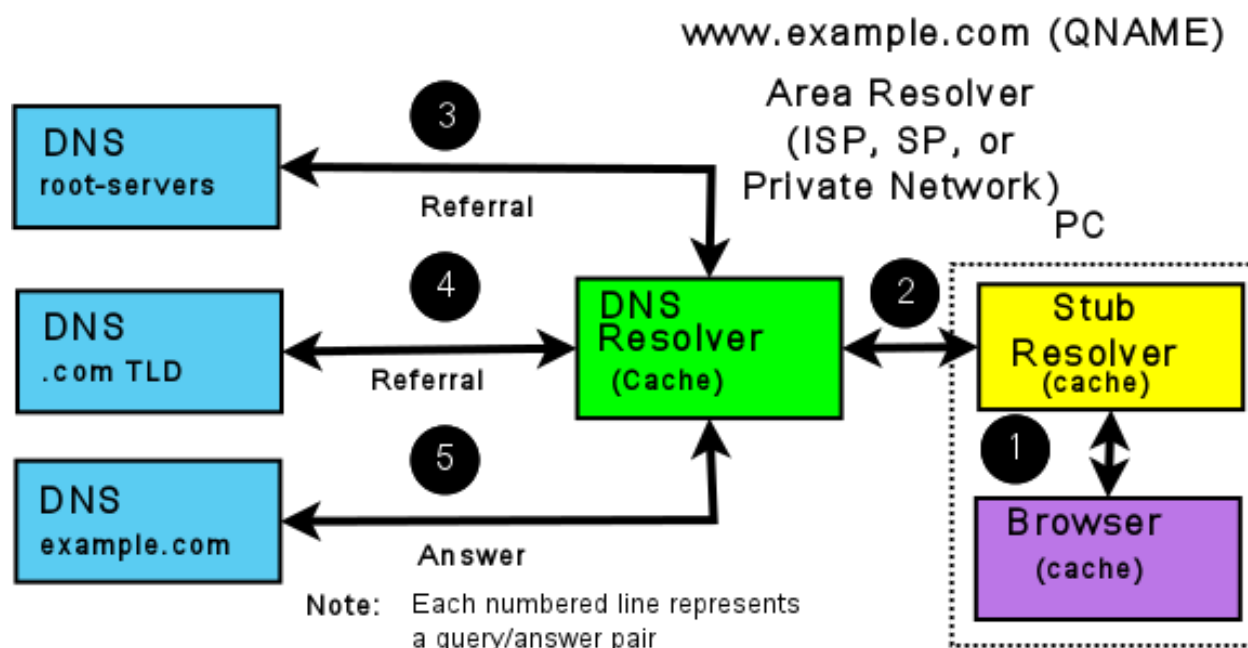 www.example.com (QNAME)
Area Resolver
(ISP, SP, or
Private Network)
PC
3
DNS
root-servers
Referral
4
DNS
.com TLD
Referral
DNS
Resolver
(Cache)
2
Stub
Resolver
(cache)
1
5
DNS
example.com
Answer
Browser
(cache)
Note: Each numbered line represents
a query/answer pair